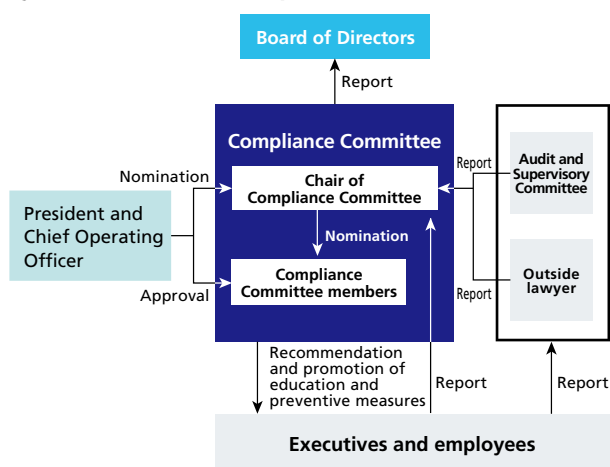 Board of Directors
Report
Compliance Committee
Nomination
Chair of
Compliance Committee
Report
Audit and
Supervisory
Committee
President and
Chief Operating
Officer
Nomination
Approval
Compliance
Committee members
Report
Outside
lawyer
Recommendation
and promotion of
education and
preventive measures
Report
Report
Executives and employees